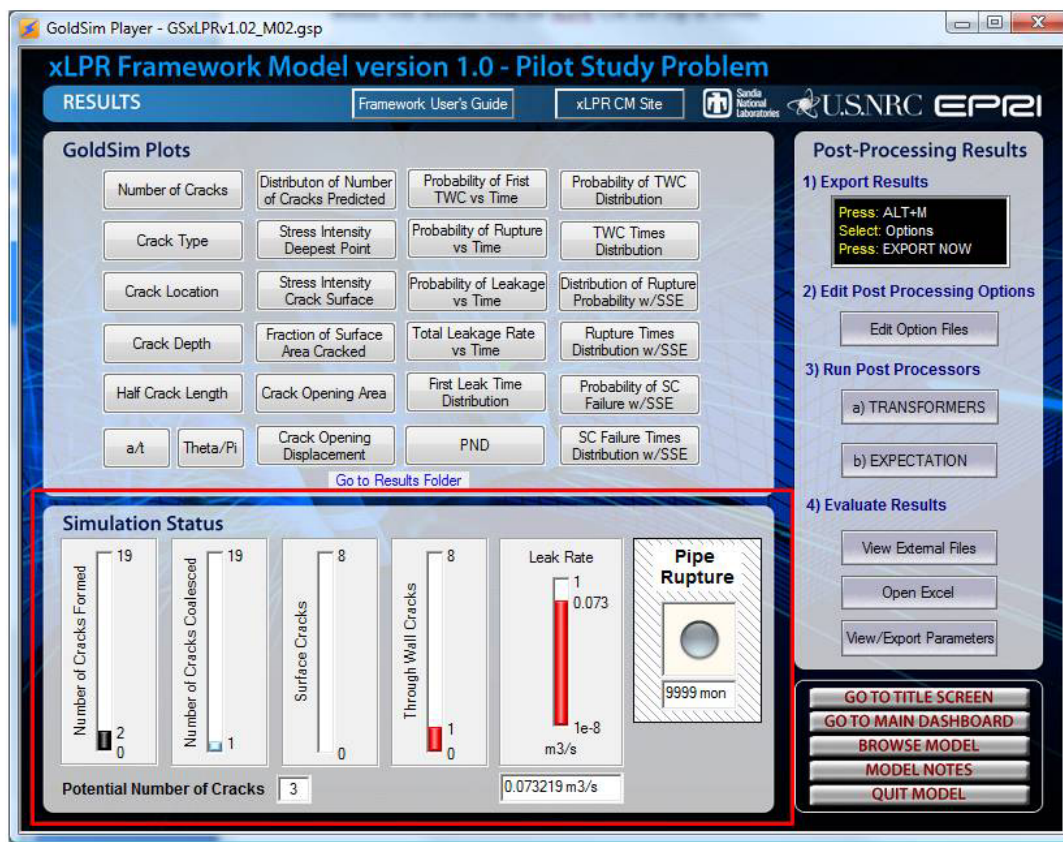 GoldSim Player - GSxLPRv1.02_M02.gsp
xLPR Framework Model version 1.0 - Pilot Study Problem
RESULTS
Framework User's Guide
xLPR CM Site
Sandia
National
Laboratories
U.S.NRC
EPRI
GoldSim Plots
Number of Cracks
Distributon of Number
of Cracks Predicted
Probability of Frist
TWC vs Time
Probability of TWC
Distribution
Crack Type
Stress Intensity
Deepest Point
Probability of Rupture
vs Time
TWC Times
Distribution
Crack Location
Stress Intensity
Crack Surface
Probability of Leakage
vs Time
Distribution of Rupture
Probability w/SSE
Crack Depth
Fraction of Surface
Area Cracked
Total Leakage Rate
vs Time
Rupture Times
Distribution w/SSE
Half Crack Length
Crack Opening Area
First Leak Time
Distribution
Probability of SC
Failure w/SSE
a/t
Theta/Pi
Crack Opening
Displacement
PND
SC Failure Times
Distribution w/SSE
Go to Results Folder
Post-Processing Results
1) Export Results
Press: ALT+M
Select: Options
Press: EXPORT NOW
2) Edit Post Processing Options
Edit Option Files
3) Run Post Processors
a) TRANSFORMERS
b) EXPECTATION
4) Evaluate Results
View External Files
Open Excel
View/Export Parameters
Simulation Status
Number of Cracks Formed
19
2
0
Number of Cracks Coalesced
19
1
Surface Cracks
8
0
Through Wall Cracks
8
1
0
Leak Rate
1
0.073
1e-8
m3/s
0.073219 m3/s
Pipe
Rupture
9999 mon
Potential Number of Cracks 3
GO TO TITLE SCREEN
GO TO MAIN DASHBOARD
BROWSE MODEL
MODEL NOTES
QUIT MODEL